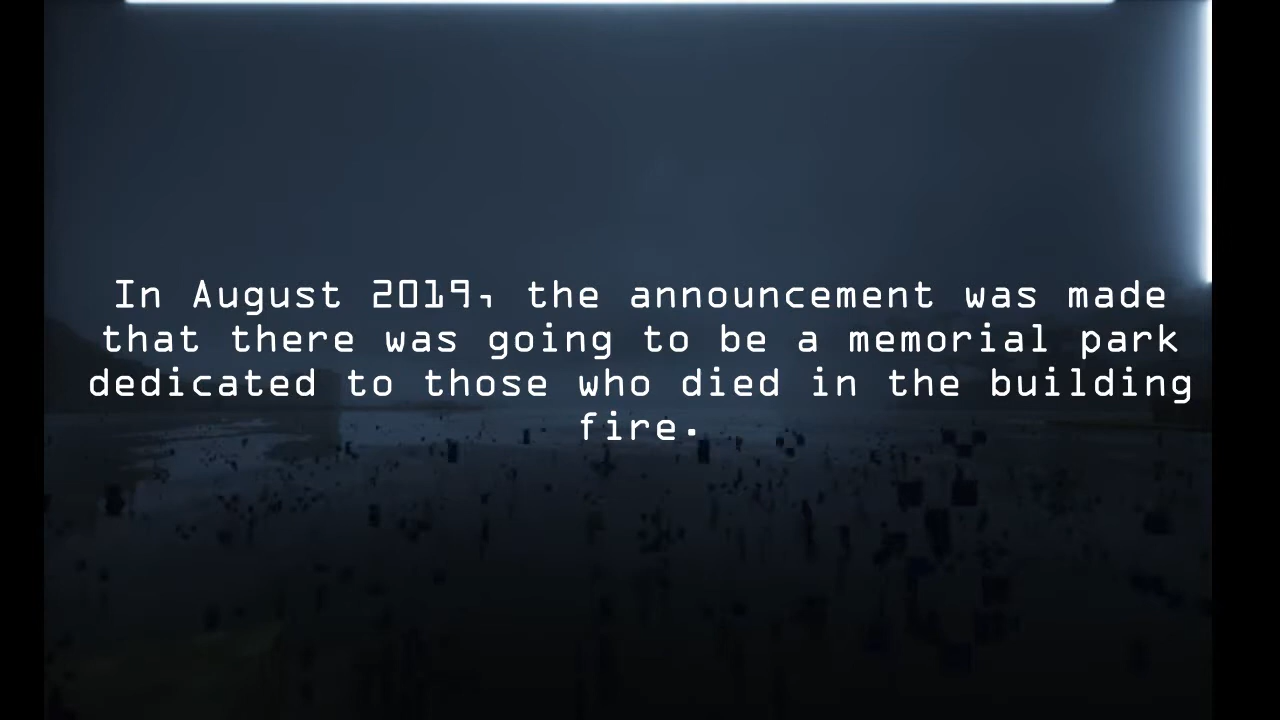 In August 2019, the announcement was made
that there was going to be a memorial park
dedicated to those who died in the building
fire.